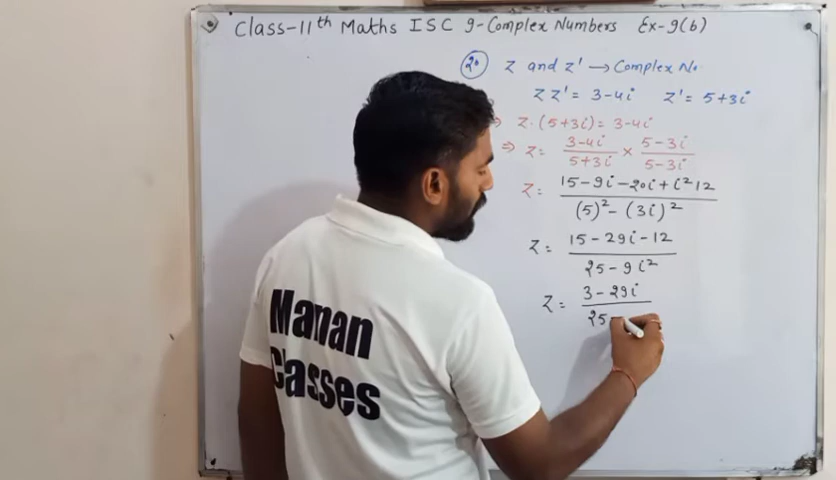 Class-11th Maths ISC 9-Complex Numbers Ex-9(b)
20 Z and Z' → Complex No.
ZZ' = 3-4i Z' = 5+3i
⇒ Z.(5+3i) = 3-4i
⇒ Z = (3-4i)/(5+3i) × (5-3i)/(5-3i)
Z = (15-9i-20i+i²12)/((5)²-(3i)²)
Z = (15-29i-12)/(25-9i²)
Z = (3-29i)/(25
Manan
Classes